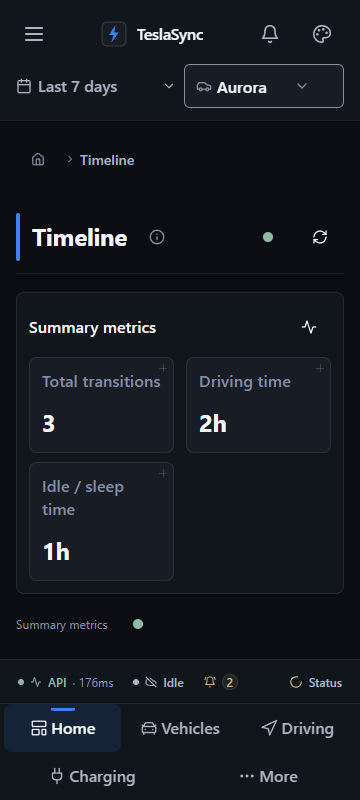 TeslaSync
Last 7 days
Aurora
Timeline
Timeline
Summary metrics
Total transitions
Driving time
3
2h
Idle / sleep
time
1h
Summary metrics
API · 176ms
Idle
2
Status
Home
Vehicles
Driving
Charging
More